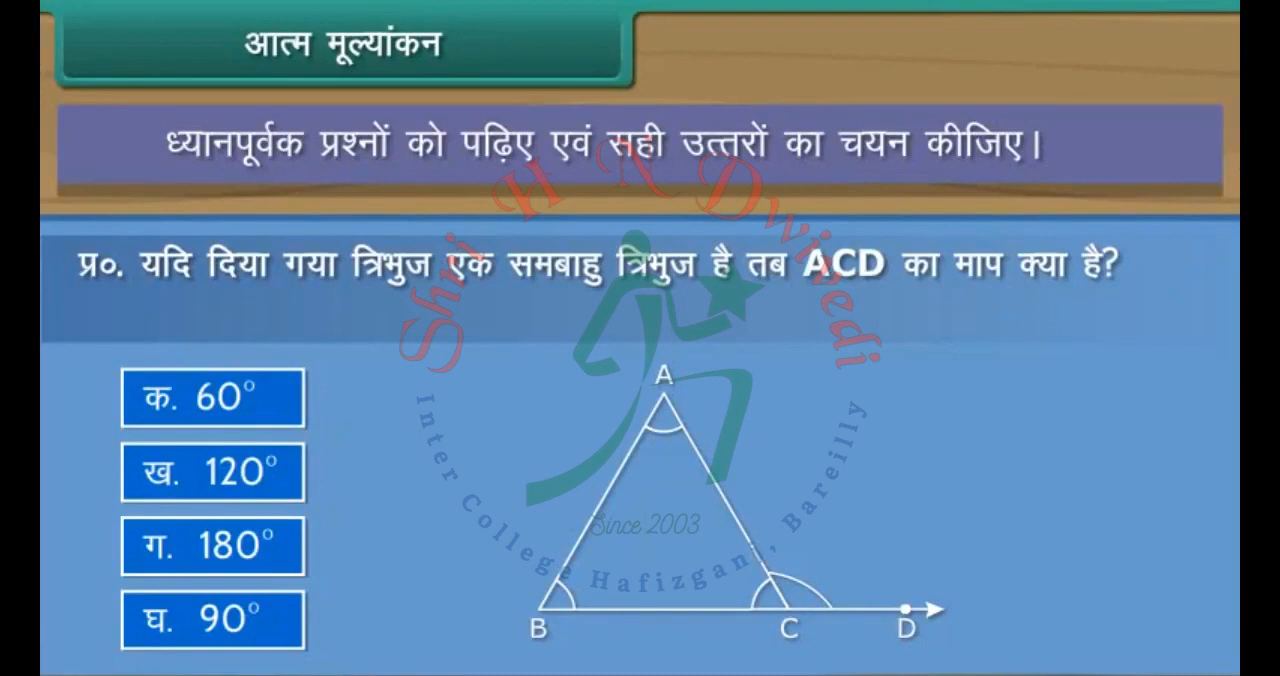 आत्म मूल्यांकन
ध्यानपूर्वक प्रश्नों को पढ़िए एवं सही उत्तरों का चयन कीजिए।
प्र०. यदि दिया गया त्रिभुज एक समबाहु त्रिभुज है तब ACD का माप क्या है?
क. 60°
ख. 120°
ग. 180°
घ. 90°
A
B
C
D
Shri H N Dwivedi
Inter College Hafizganj, Bareilly
Since 2003